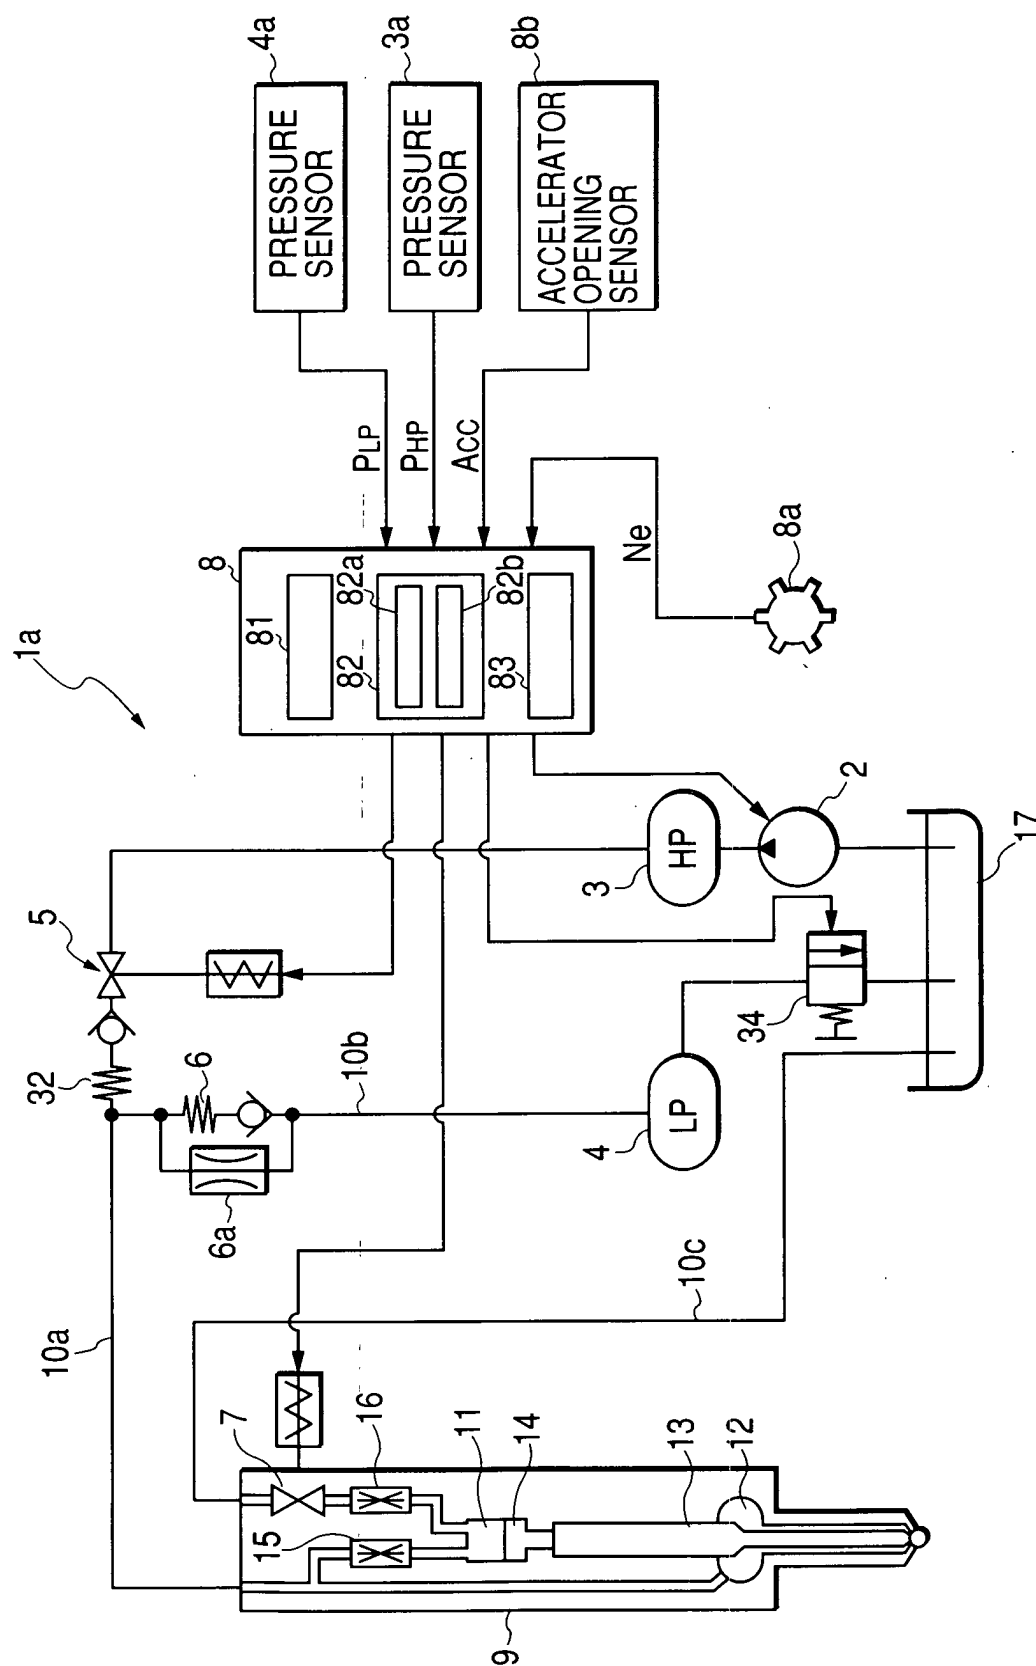 1a
4a
PRESSURE
SENSOR
3a
PRESSURE
SENSOR
8b
ACCELERATOR
OPENING
SENSOR
PLP
PHP
ACC
Ne
8a
8
81
82
82a
82b
83
5
32
6
6a
10b
10a
10c
3
HP
2
4
LP
34
17
7
16
15
11
14
13
12
9